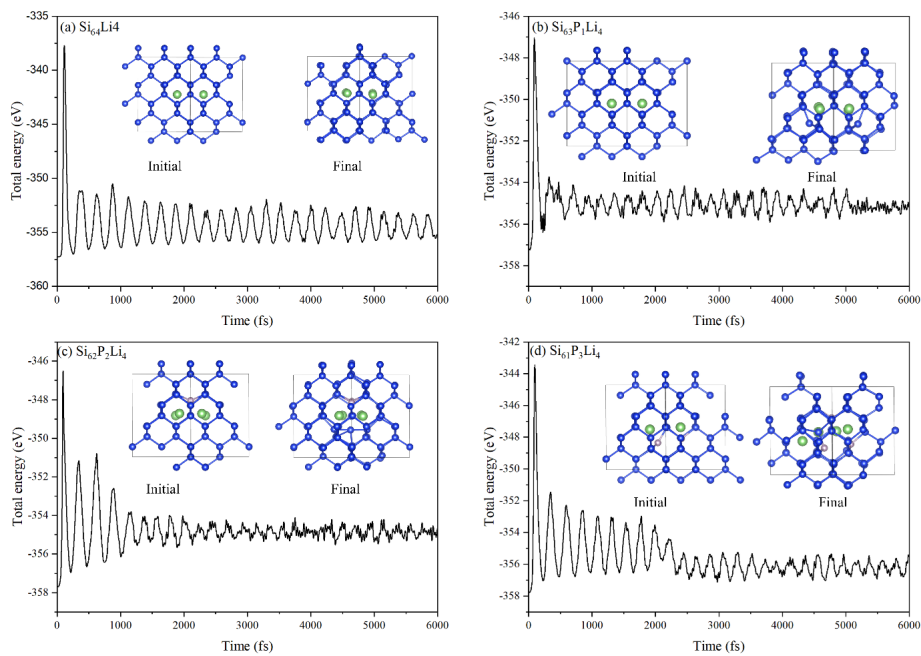 (a) Si64Li4
-335
-340
-345
-350
-355
-360
Total energy (eV)
Initial
Final
0 1000 2000 3000 4000 5000 6000
Time (fs)
(b) Si63P1Li4
-346
-348
-350
-352
-354
-356
-358
Total energy (eV)
Initial
Final
0 1000 2000 3000 4000 5000 6000
Time (fs)
(c) Si62P2Li4
-346
-348
-350
-352
-354
-356
-358
Total energy (eV)
Initial
Final
0 1000 2000 3000 4000 5000 6000
Time (fs)
(d) Si61P3Li4
-342
-344
-347
-349
-352
-354
-356
-358
Total energy (eV)
Initial
Final
0 1000 2000 3000 4000 5000 6000
Time (fs)